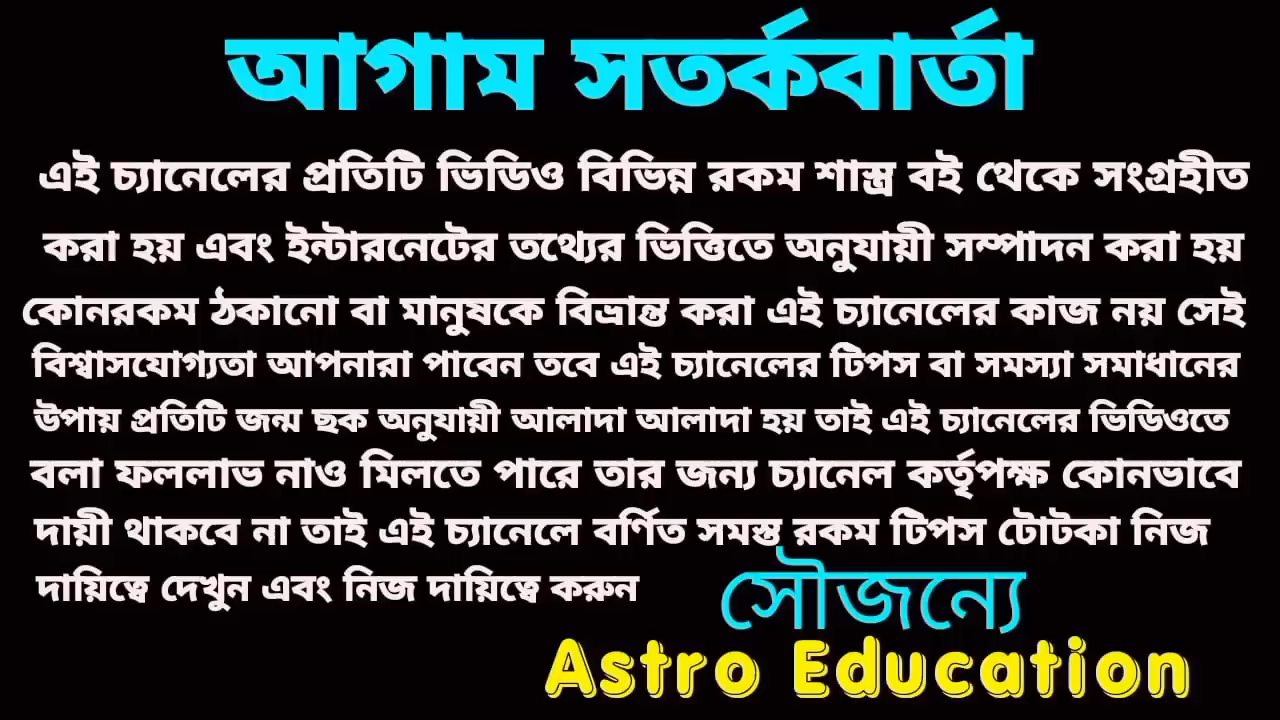 আগাম সতর্কবার্তা
এই চ্যানেলের প্রতিটি ভিডিও বিভিন্ন রকম শাস্ত্র বই থেকে সংগ্রহীত
করা হয় এবং ইন্টারনেটের তথ্যের ভিত্তিতে অনুযায়ী সম্পাদন করা হয়
কোনরকম ঠকানো বা মানুষকে বিভ্রান্ত করা এই চ্যানেলের কাজ নয় সেই
বিশ্বাসযোগ্যতা আপনারা পাবেন তবে এই চ্যানেলের টিপস বা সমস্যা সমাধানের
উপায় প্রতিটি জন্ম ছক অনুযায়ী আলাদা আলাদা হয় তাই এই চ্যানেলের ভিডিওতে
বলা ফললাভ নাও মিলতে পারে তার জন্য চ্যানেল কর্তৃপক্ষ কোনভাবে
দায়ী থাকবে না তাই এই চ্যানেলে বর্ণিত সমস্ত রকম টিপস টোটকা নিজ
দায়িত্বে দেখুন এবং নিজ দায়িত্বে করুন
সৌজন্যে
Astro Education